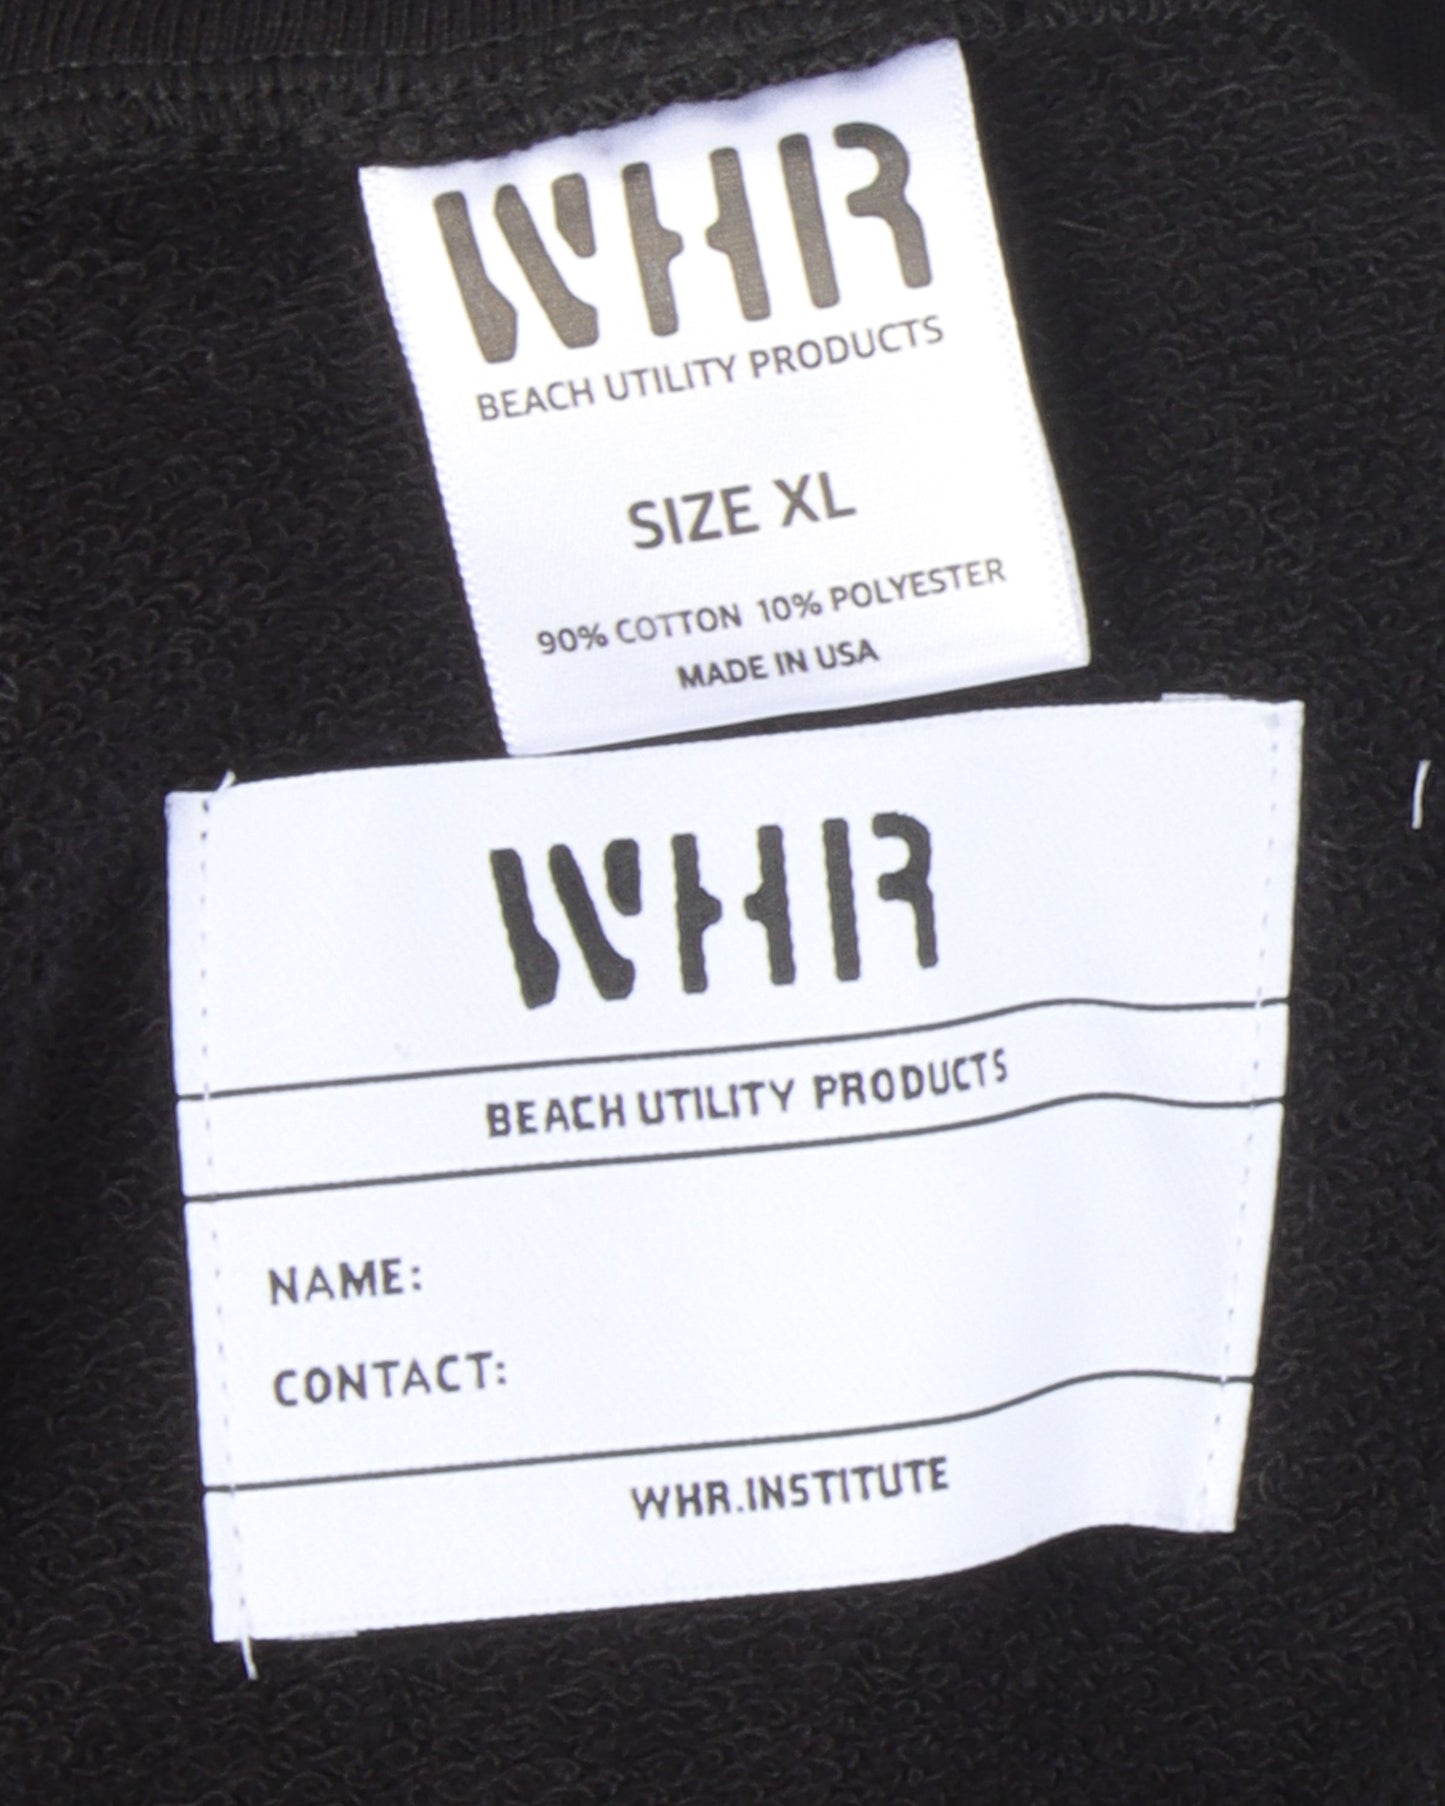 WHR
BEACH UTILITY PRODUCTS
SIZE XL
90% COTTON 10% POLYESTER
MADE IN USA
WHR
BEACH UTILITY PRODUCTS
NAME:
CONTACT:
WHR.INSTITUTE